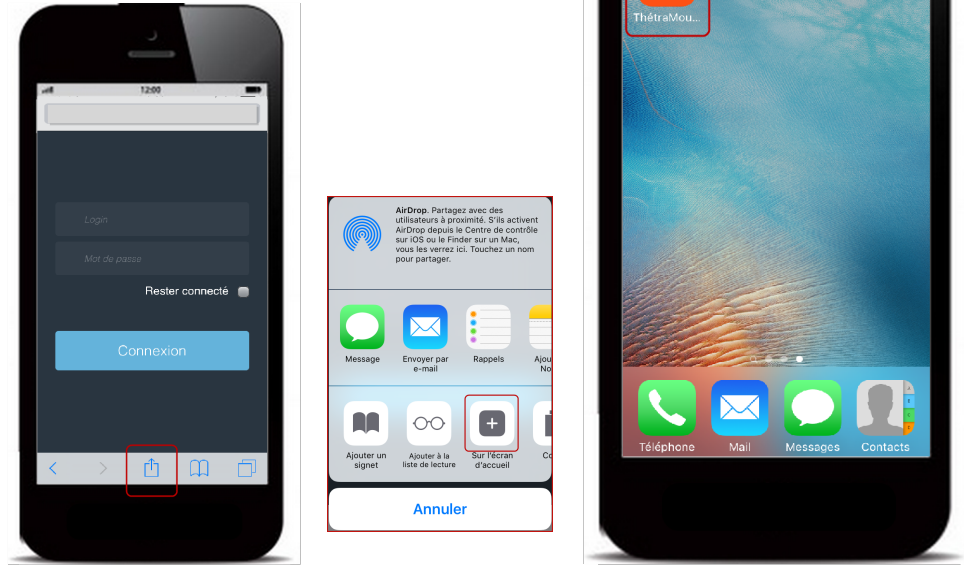 12:00
Login
Mot de passe
Rester connecté
Connexion
AirDrop. Partagez avec des
utilisateurs à proximité. S'ils activent
AirDrop depuis le Centre de contrôle
sur iOS ou le Finder sur un Mac,
vous les verrez ici. Touchez un nom
pour partager.
Message
Envoyer par
e-mail
Rappels
Ajou
No
Ajouter un
signet
Ajouter à la
liste de lecture
Sur l'écran
d'accueil
Co
Annuler
ThétraMou...
Téléphone
Mail
Messages
Contacts